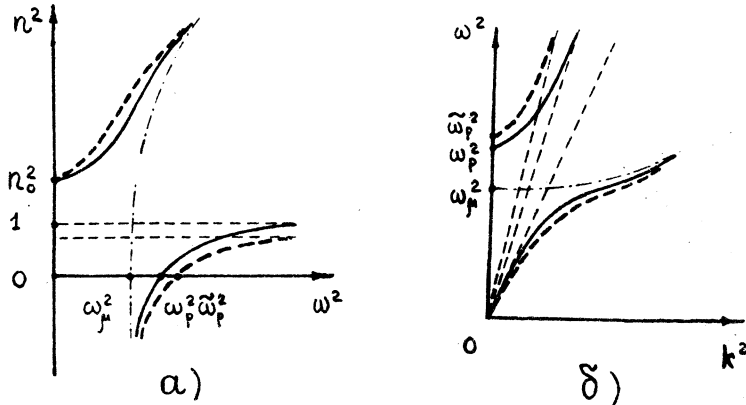 n²
n₀²
1
0
ω_μ²
ω_p²
ω̃_p²
ω²
а)
ω²
ω̃_p²
ω_p²
ω_μ²
0
k²
б)